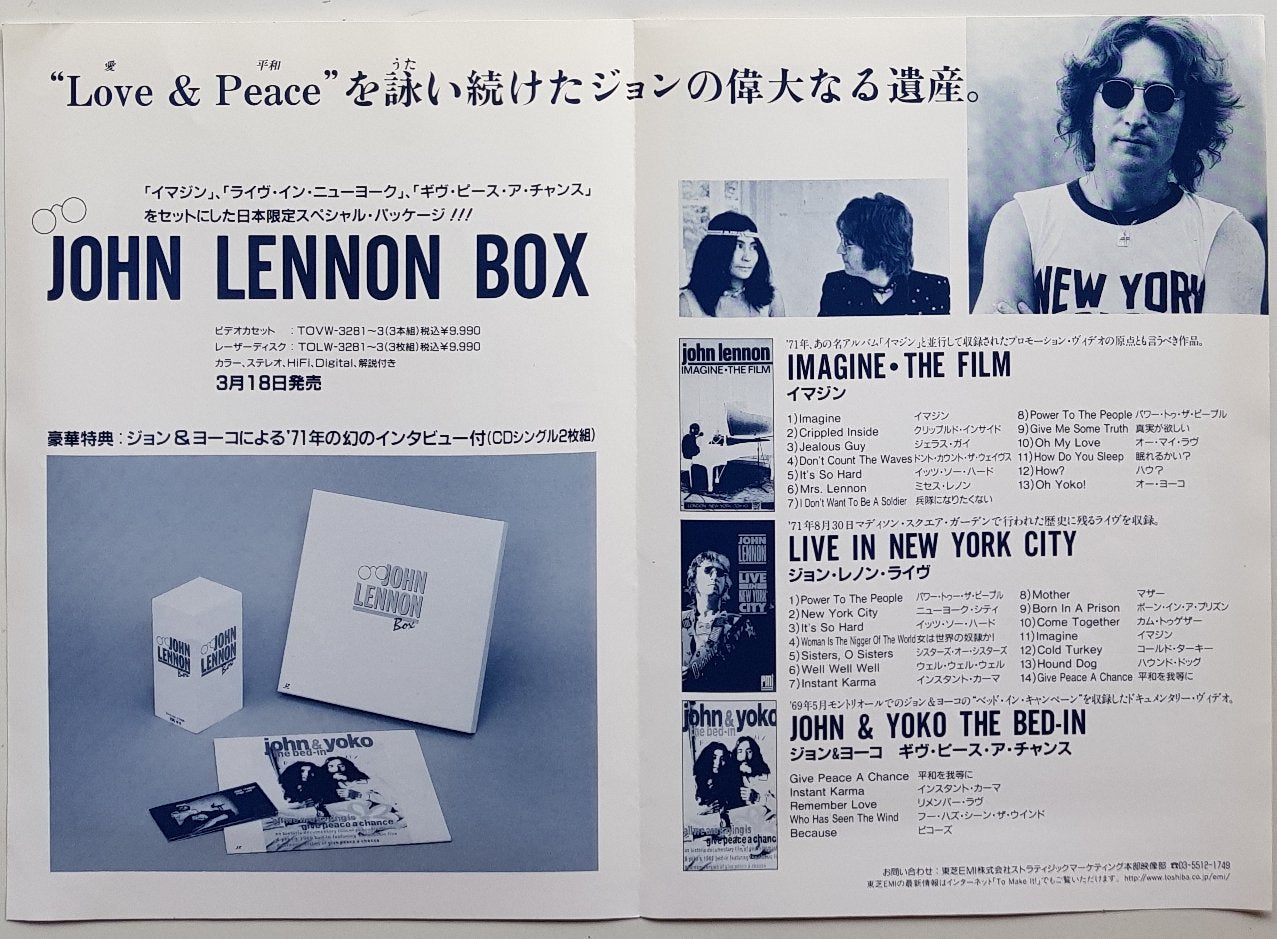 愛 平和 うた
“Love & Peace”を詠い続けたジョンの偉大なる遺産。
「イマジン」、「ライヴ・イン・ニューヨーク」、「ギヴ・ピース・ア・チャンス」
をセットにした日本限定スペシャル・パッケージ!!!
JOHN LENNON BOX
ビデオカセット :TOVW-3281~3(3本組)税込¥9,990
レーザーディスク :TOLW-3281~3(3枚組)税込¥9,990
カラー、ステレオ、HiFi、Digital、解説付き
3月18日発売
豪華特典:ジョン&ヨーコによる'71年の幻のインタビュー付(CDシングル2枚組)
JOHN
LENNON
Box
JOHN
LENNON
Box
JOHN
LENNON
Box
john & yoko
the bed-in
give peace a chance
NEW YORK
john lennon
IMAGINE・THE FILM
'71年、あの名アルバム「イマジン」と並行して収録されたプロモーション・ヴィデオの原点とも言うべき作品。
IMAGINE・THE FILM
イマジン
1)Imagine イマジン
2)Crippled Inside クリップルド・インサイド
3)Jealous Guy ジェラス・ガイ
4)Don't Count The Waves ドント・カウント・ザ・ウェイヴス
5)It's So Hard イッツ・ソー・ハード
6)Mrs. Lennon ミセス・レノン
7)I Don't Want To Be A Soldier 兵隊になりたくない
8)Power To The People パワー・トゥ・ザ・ピープル
9)Give Me Some Truth 真実が欲しい
10)Oh My Love オー・マイ・ラヴ
11)How Do You Sleep 眠れるかい?
12)How? ハウ?
13)Oh Yoko! オー・ヨーコ
JOHN
LENNON
LIVE
IN
NEW YORK
CITY
'71年8月30日マディソン・スクエア・ガーデンで行われた歴史に残るライヴを収録。
LIVE IN NEW YORK CITY
ジョン・レノン・ライヴ
1)Power To The People パワー・トゥー・ザ・ピープル
2)New York City ニューヨーク・シティ
3)It's So Hard イッツ・ソー・ハード
4)Woman Is The Nigger Of The World 女は世界の奴隷か!
5)Sisters, O Sisters シスターズ・オー・シスターズ
6)Well Well Well ウェル・ウェル・ウェル
7)Instant Karma インスタント・カーマ
8)Mother マザー
9)Born In A Prison ボーン・イン・ア・プリズン
10)Come Together カム・トゥゲザー
11)Imagine イマジン
12)Cold Turkey コールド・ターキー
13)Hound Dog ハウンド・ドッグ
14)Give Peace A Chance 平和を我等に
john & yoko
the bed-in
give peace a chanc
'69年5月モントリオールでのジョン&ヨーコの“ベッド・イン・キャンペーン”を収録したドキュメンタリー・ヴィデオ。
JOHN & YOKO THE BED-IN
ジョン&ヨーコ ギヴ・ピース・ア・チャンス
Give Peace A Chance 平和を我等に
Instant Karma インスタント・カーマ
Remember Love リメンバー・ラヴ
Who Has Seen The Wind フー・ハズ・シーン・ザ・ウインド
Because ビコーズ
お問い合わせ:東芝EMI株式会社ストラティジックマーケティング本部映像部 ☎03-5512-1749
東芝EMIの最新情報はインターネット「To Make It!」でもご覧いただけます。http://www.toshiba.co.jp/emi/